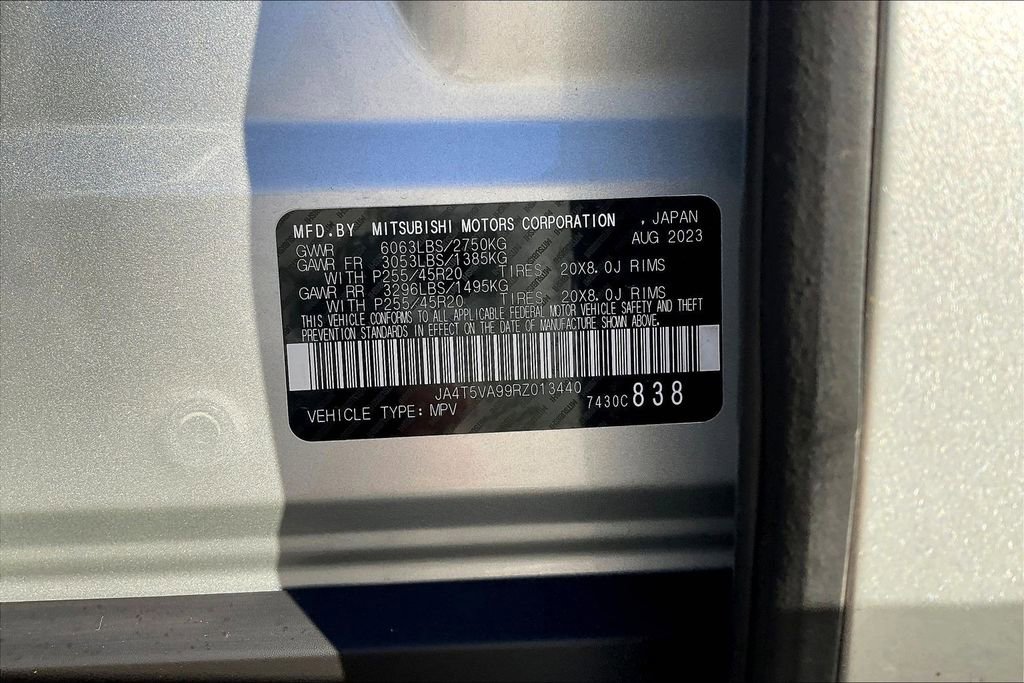 MFD.BY MITSUBISHI MOTORS CORPORATION , JAPAN
GWWR 6063LBS/2750KG AUG 2023
GAWR FR 3053LBS/1385KG
WITH P255/45R20 TIRES, 20X8.0J RIMS
GAWR RR 3296LBS/1495KG
WITH P255/45R20 TIRES, 20X8.0J RIMS
THIS VEHICLE CONFORMS TO ALL APPLICABLE FEDERAL MOTOR VEHICLE SAFETY AND THEFT
PREVENTION STANDARDS IN EFFECT ON THE DATE OF MANUFACTURE SHOWN ABOVE.
JA4T5VA99RZ013440
VEHICLE TYPE: MPV 7430C 838